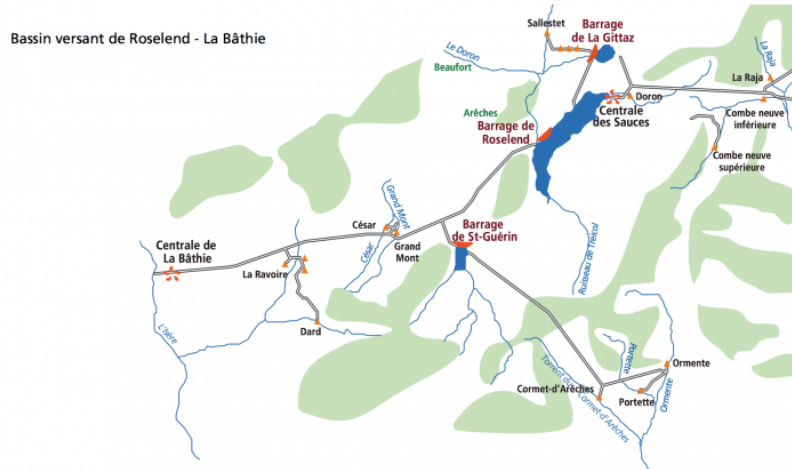 Bassin versant de Roselend - La Bâthie
Sallestet
Barrage
de La Gittaz
Le Doron
Beaufort
La Raja
La Raja
Doron
Centrale
des Sauces
Combe neuve
inférieure
Arêches
Barrage de
Roselend
Combe neuve
supérieure
Grand Mont
César
Grand
Mont
César
Barrage
de St-Guérin
Centrale de
La Bâthie
La Ravoire
Ruisseau de Treicol
L'Isère
Dard
Portette
Ormente
Torrent du Cormet-d'Arêches
Cormet-d'Arêches
Portette
Ormente